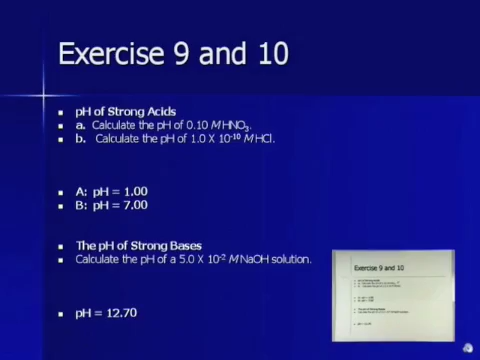 Exercise 9 and 10
pH of Strong Acids
a. Calculate the pH of 0.10 M HNO₃.
b. Calculate the pH of 1.0 X 10⁻¹⁰ M HCl.
A: pH = 1.00
B: pH = 7.00
The pH of Strong Bases
Calculate the pH of a 5.0 X 10⁻² M NaOH solution.
pH = 12.70
Exercise 9 and 10